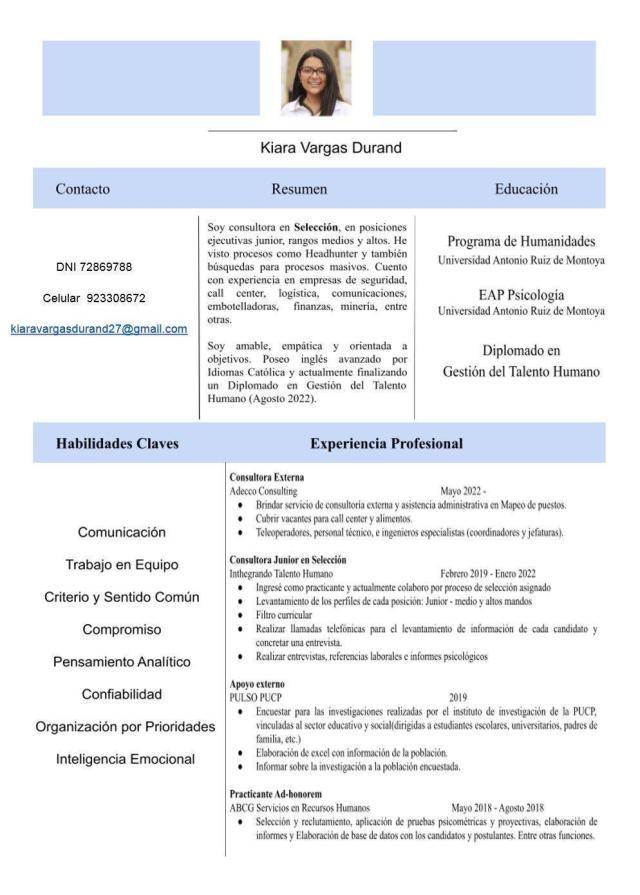 Kiara Vargas Durand
Contacto
Resumen
Educación
DNI 72869788
Celular 923308672
kiaravargasdurand27@gmail.com
Soy consultora en Selección, en posiciones
ejecutivas junior, rangos medios y altos. He
visto procesos como Headhunter y también
búsquedas para procesos masivos. Cuento
con experiencia en empresas de seguridad,
call center, logística, comunicaciones,
embotelladoras, finanzas, minería, entre
otras.
Soy amable, empática y orientada a
objetivos. Poseo inglés avanzado por
Idiomas Católica y actualmente finalizando
un Diplomado en Gestión del Talento
Humano (Agosto 2022).
Programa de Humanidades
Universidad Antonio Ruiz de Montoya
EAP Psicología
Universidad Antonio Ruiz de Montoya
Diplomado en
Gestión del Talento Humano
Habilidades Claves
Experiencia Profesional
Comunicación
Trabajo en Equipo
Criterio y Sentido Común
Compromiso
Pensamiento Analítico
Confiabilidad
Organización por Prioridades
Inteligencia Emocional
Consultora Externa
Adecco Consulting Mayo 2022 -
● Brindar servicio de consultoría externa y asistencia administrativa en Mapeo de puestos.
● Cubrir vacantes para call center y alimentos.
● Teleoperadores, personal técnico, e ingenieros especialistas (coordinadores y jefaturas).
Consultora Junior en Selección
Inthegrando Talento Humano Febrero 2019 - Enero 2022
● Ingresé como practicante y actualmente colaboro por proceso de selección asignado
● Levantamiento de los perfiles de cada posición: Junior - medio y altos mandos
● Filtro curricular
● Realizar llamadas telefónicas para el levantamiento de información de cada candidato y
concretar una entrevista.
● Realizar entrevistas, referencias laborales e informes psicológicos
Apoyo externo
PULSO PUCP 2019
● Encuestar para las investigaciones realizadas por el instituto de investigación de la PUCP,
vinculadas al sector educativo y social(dirigidas a estudiantes escolares, universitarios, padres de
familia, etc.)
● Elaboración de excel con información de la población.
● Informar sobre la investigación a la población encuestada.
Practicante Ad-honorem
ABCG Servicios en Recursos Humanos Mayo 2018 - Agosto 2018
● Selección y reclutamiento, aplicación de pruebas psicométricas y proyectivas, elaboración de
informes y Elaboración de base de datos con los candidatos y postulantes. Entre otras funciones.